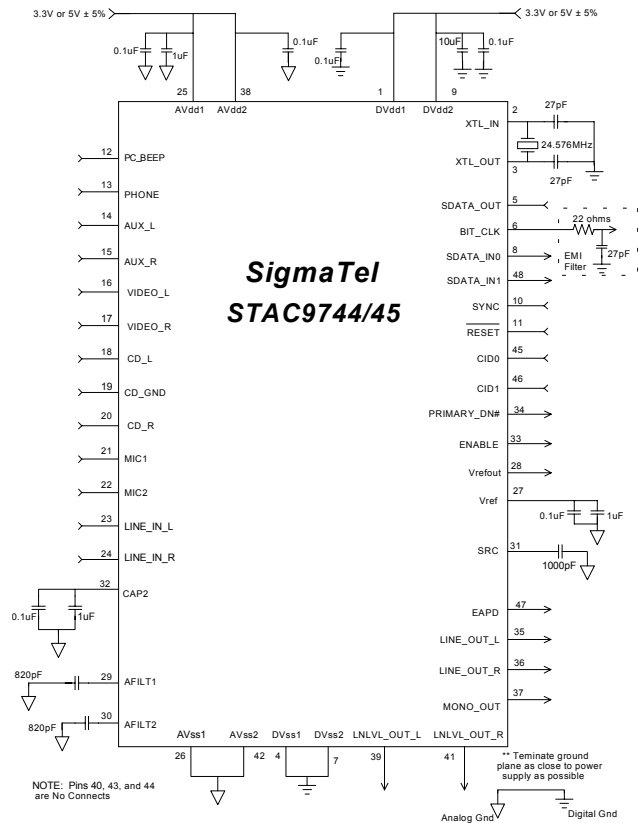 3.3V or 5V ± 5%
3.3V or 5V ± 5%
0.1uF
1uF
0.1uF
0.1uF
10uF
0.1uF
25
38
1
9
AVdd1
AVdd2
DVdd1
DVdd2
2
27pF
XTL_IN
24.576MHz
XTL_OUT
3
27pF
12
PC_BEEP
13
PHONE
14
AUX_L
15
AUX_R
16
VIDEO_L
17
VIDEO_R
18
CD_L
19
CD_GND
20
CD_R
21
MIC1
22
MIC2
23
LINE_IN_L
24
LINE_IN_R
32
CAP2
0.1uF
1uF
29
AFILT1
820pF
30
AFILT2
820pF
SigmaTel
STAC9744/45
SDATA_OUT
5
BIT_CLK
6
22 ohms
27pF
EMI
Filter
SDATA_IN0
8
SDATA_IN1
48
SYNC
10
RESET
11
CID0
45
CID1
46
PRIMARY_DN#
34
ENABLE
33
Vrefout
28
Vref
27
0.1uF
1uF
SRC
31
1000pF
EAPD
47
LINE_OUT_L
35
LINE_OUT_R
36
MONO_OUT
37
AVss1
AVss2
DVss1
DVss2
LNLVL_OUT_L
LNLVL_OUT_R
26
42
4
7
39
41
** Teminate ground
plane as close to power
supply as possible
NOTE: Pins 40, 43, and 44
are No Connects
Analog Gnd
Digital Gnd